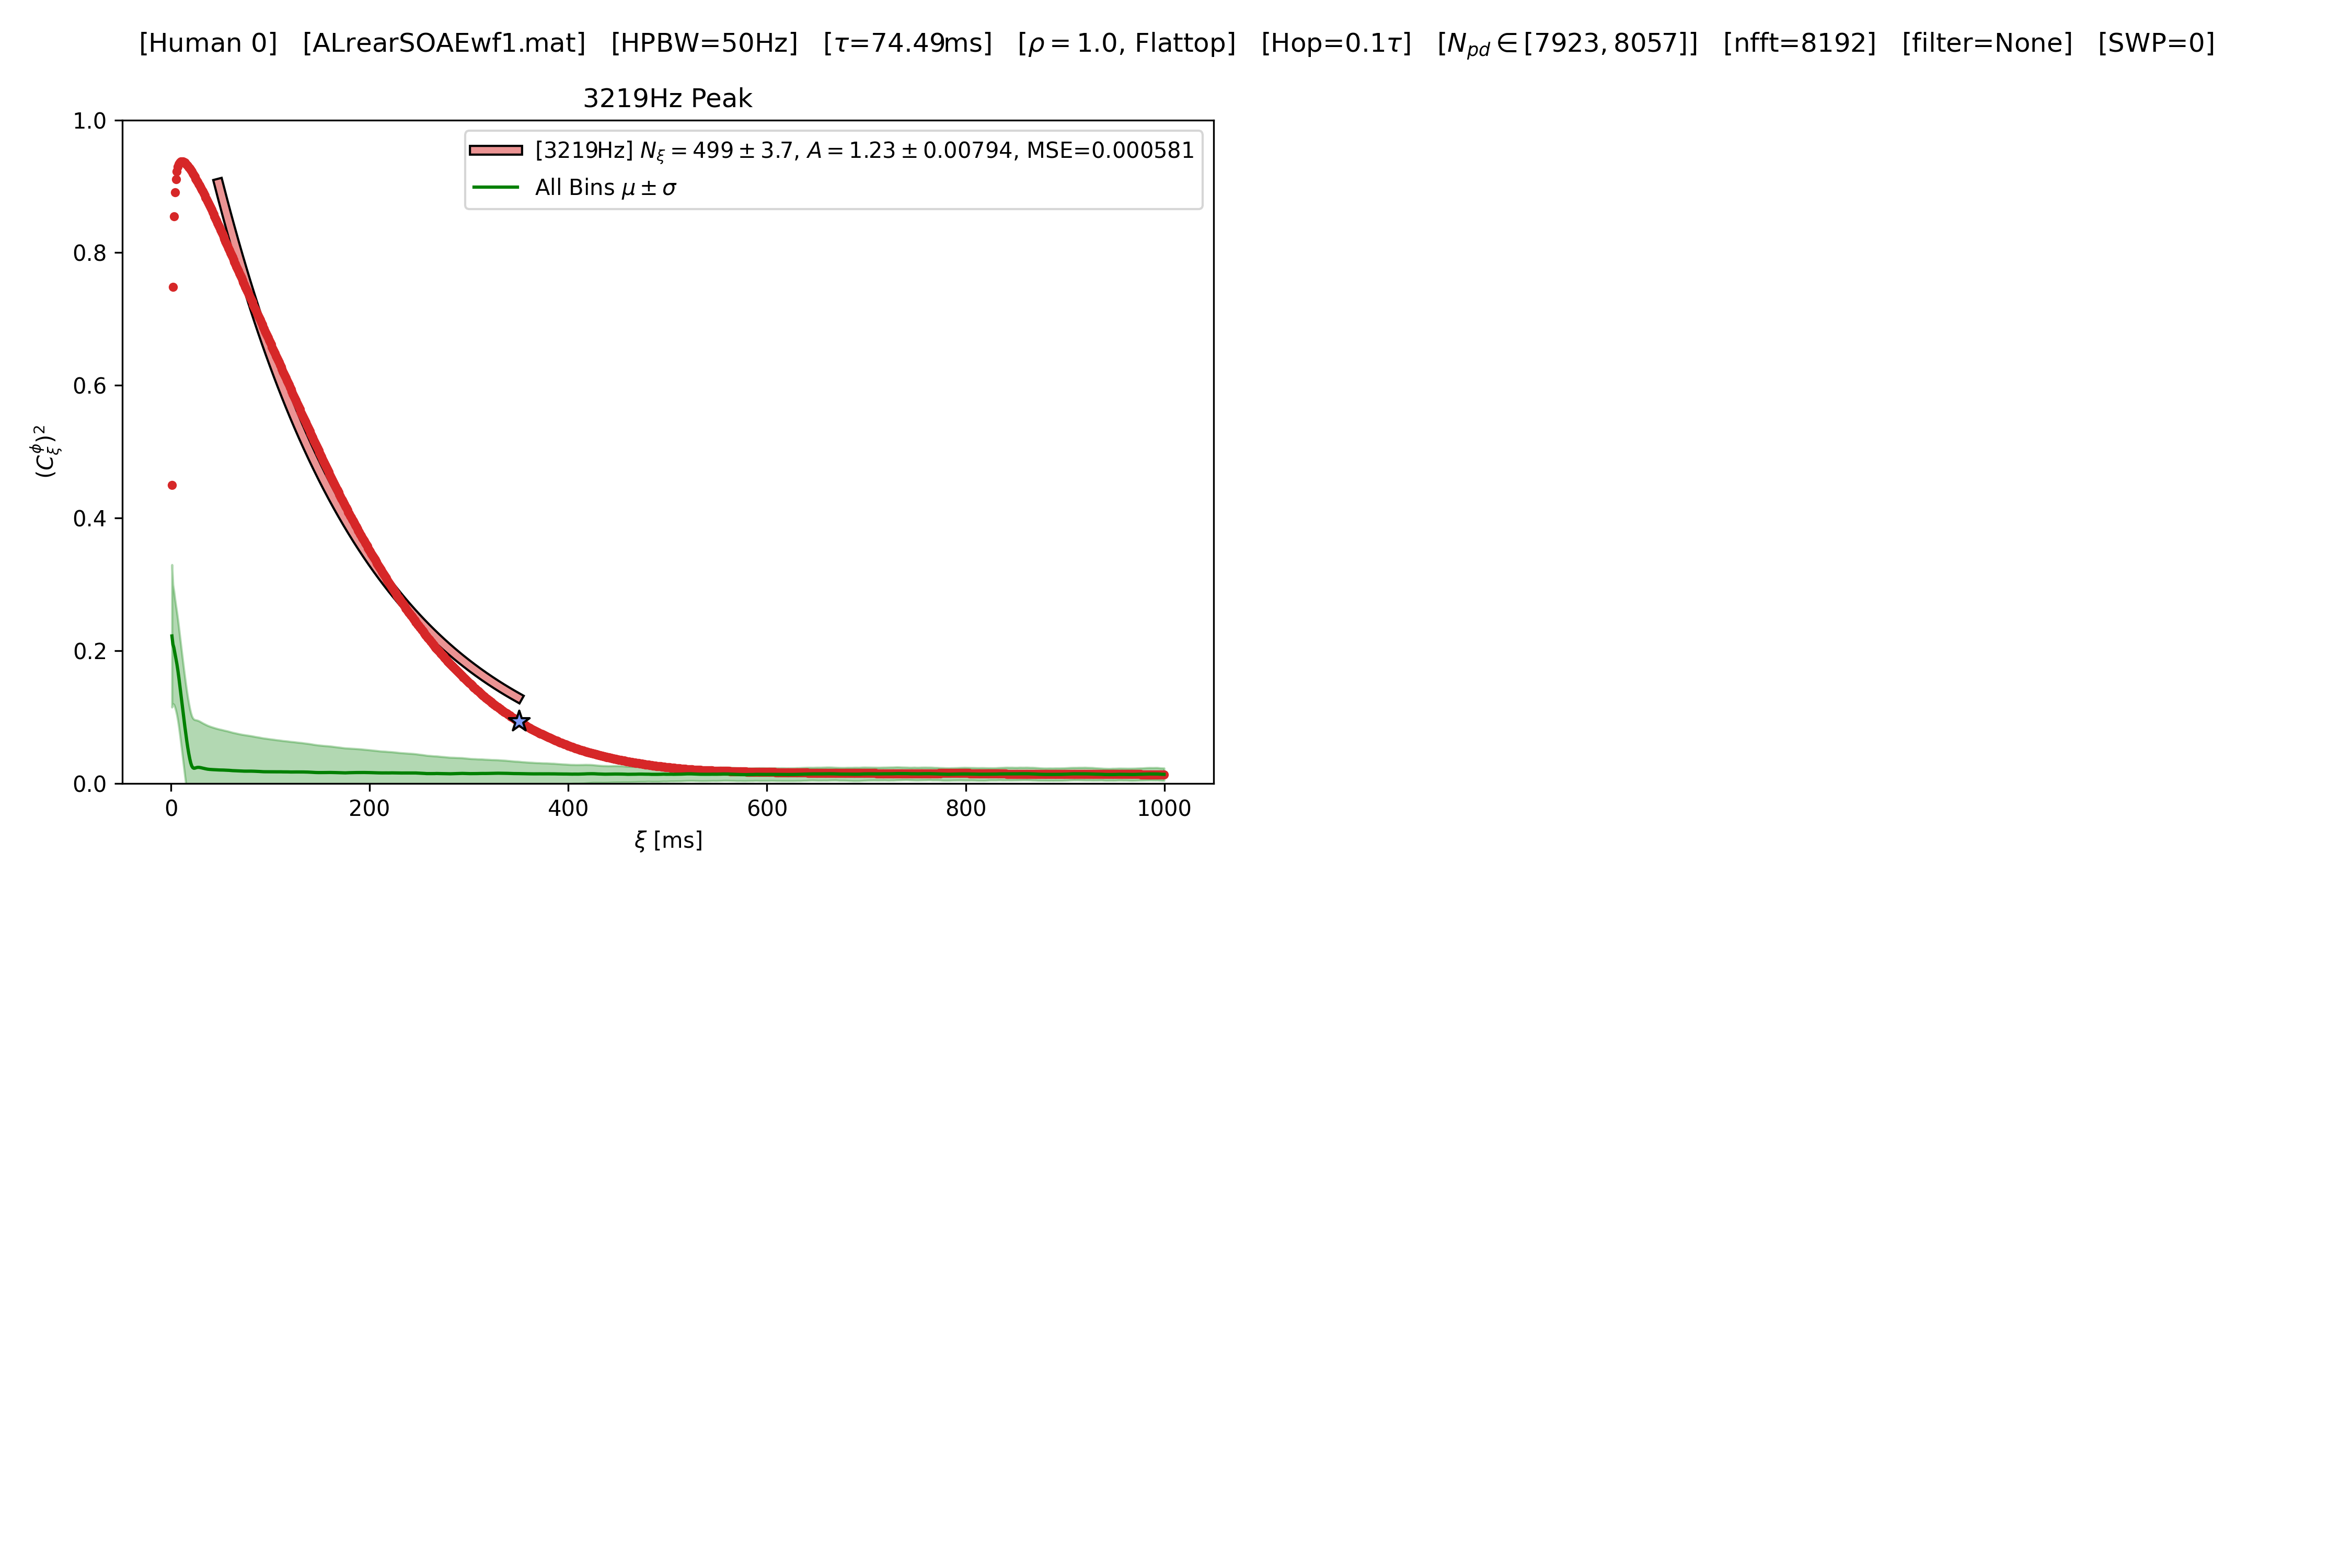 [Human 0] [ALrearSOAEwf1.mat] [HPBW=50Hz] [τ=74.49ms] [ρ = 1.0, Flattop] [Hop=0.1τ] [N_pd ∈ [7923, 8057]] [nfft=8192] [filter=None] [SWP=0]
3219Hz Peak
[3219Hz] N_ξ = 499 ± 3.7, A = 1.23 ± 0.00794, MSE=0.000581
All Bins μ ± σ
1.0
0.8
0.6
0.4
0.2
0.0
(C_ξ^ϕ)^2
0 200 400 600 800 1000
ξ [ms]